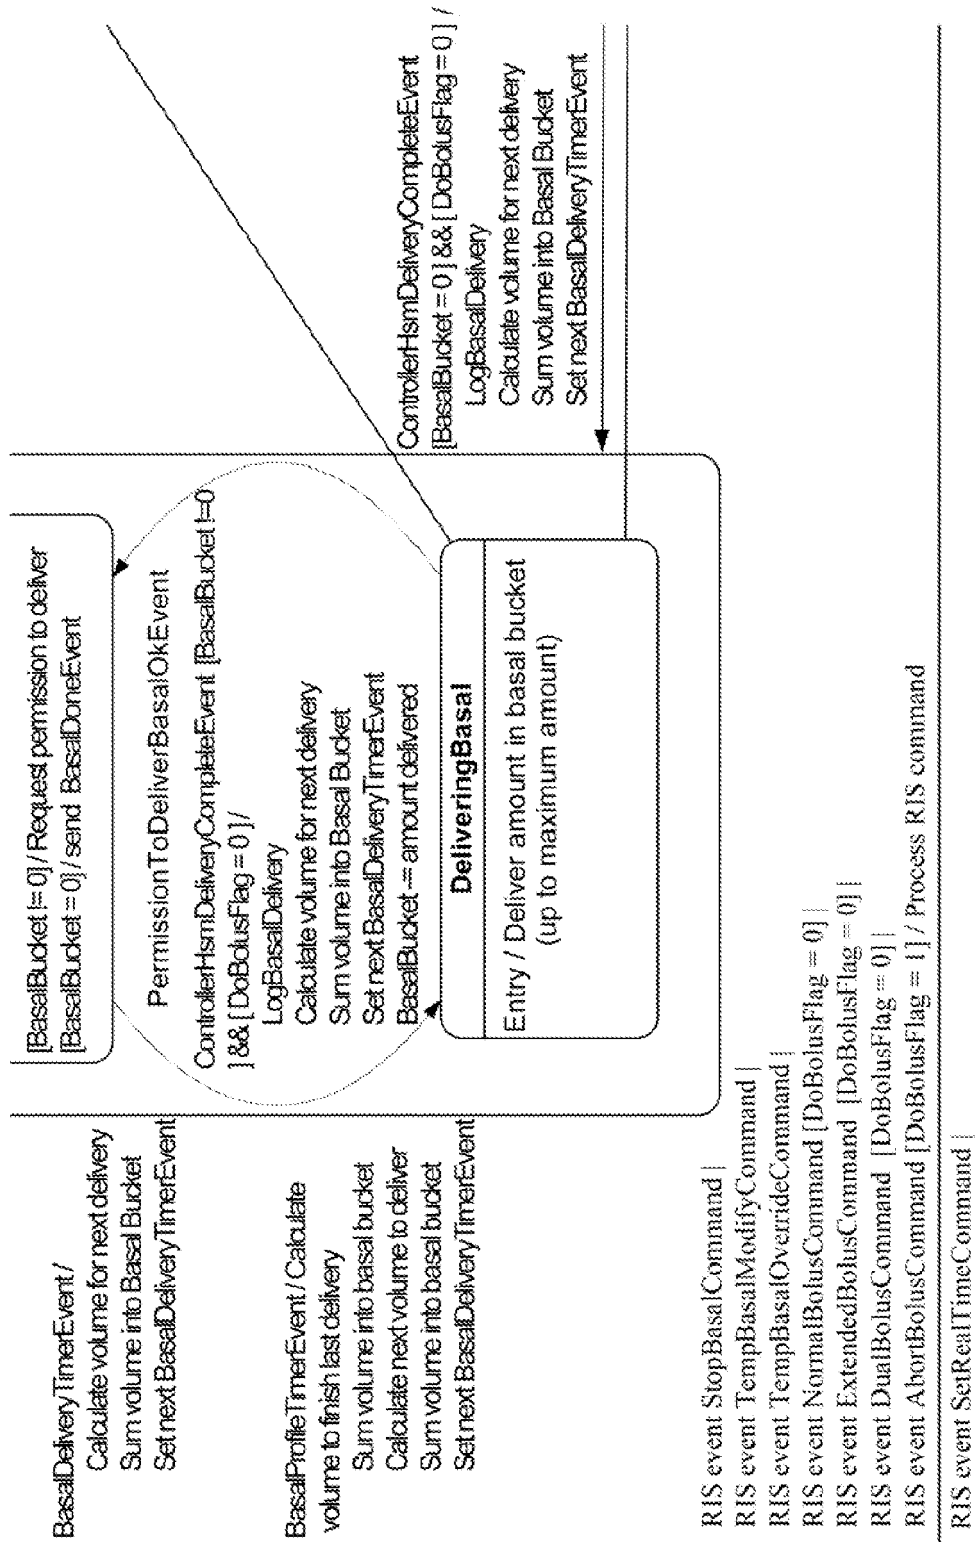 BasalDeliveryTimerEvent /
Calculate volume for next delivery
Sum volume into Basal Bucket
Set next BasalDeliveryTimerEvent
BasalProfileTimerEvent / Calculate
volume to finish last delivery
Sum volume into basal bucket
Calculate next volume to deliver
Sum volume into basal bucket
Set next BasalDeliveryTimerEvent
[BasalBucket != 0] / Request permission to deliver
[BasalBucket = 0] / send BasalDoneEvent
PermissionToDeliverBasalOkEvent
ControllerHsmDeliveryCompleteEvent [BasalBucket !=0
] && [ DoBolusFlag = 0 ] /
LogBasalDelivery
Calculate volume for next delivery
Sum volume into Basal Bucket
Set next BasalDeliveryTimerEvent
BasalBucket -= amount delivered
DeliveringBasal
Entry / Deliver amount in basal bucket
(up to maximum amount)
ControllerHsmDeliveryCompleteEvent
[BasalBucket = 0 ] && [ DoBolusFlag = 0 ] /
LogBasalDelivery
Calculate volume for next delivery
Sum volume into Basal Bucket
Set next BasalDeliveryTimerEvent
RIS event StopBasalCommand |
RIS event TempBasalModifyCommand |
RIS event TempBasalOverrideCommand |
RIS event NormalBolusCommand [DoBolusFlag = 0] |
RIS event ExtendedBolusCommand [DoBolusFlag = 0] |
RIS event DualBolusCommand [DoBolusFlag = 0] |
RIS event AbortBolusCommand [DoBolusFlag = 1] / Process RIS command
RIS event SetRealTimeCommand |